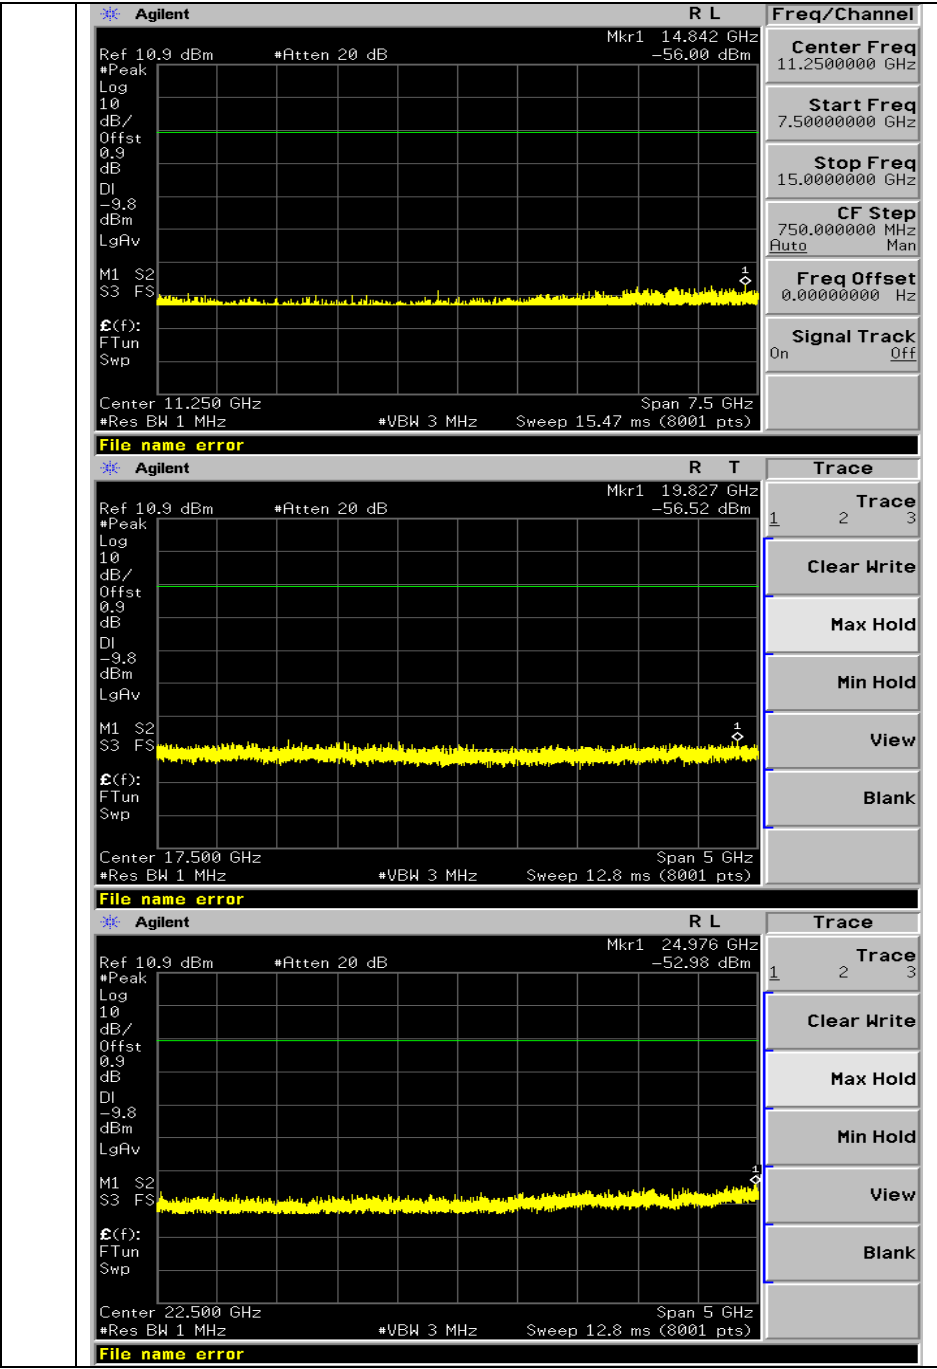 Agilent R L Freq/Channel
Mkr1 14.842 GHz
Ref 10.9 dBm #Atten 20 dB -56.00 dBm
#Peak
Log
10
dB/
Offst
0.9
dB
DI
-9.8
dBm
LgAv
M1 S2
S3 FS
£(f):
FTun
Swp
1
Center 11.250 GHz Span 7.5 GHz
#Res BW 1 MHz #VBW 3 MHz Sweep 15.47 ms (8001 pts)
File name error
Center Freq
11.2500000 GHz
Start Freq
7.50000000 GHz
Stop Freq
15.0000000 GHz
CF Step
750.000000 MHz
Auto Man
Freq Offset
0.00000000 Hz
Signal Track
On Off
Agilent R T Trace
Mkr1 19.827 GHz
Ref 10.9 dBm #Atten 20 dB -56.52 dBm
#Peak
Log
10
dB/
Offst
0.9
dB
DI
-9.8
dBm
LgAv
M1 S2
S3 FS
£(f):
FTun
Swp
1
Center 17.500 GHz Span 5 GHz
#Res BW 1 MHz #VBW 3 MHz Sweep 12.8 ms (8001 pts)
File name error
Trace
1 2 3
Clear Write
Max Hold
Min Hold
View
Blank
Agilent R L Trace
Mkr1 24.976 GHz
Ref 10.9 dBm #Atten 20 dB -52.98 dBm
#Peak
Log
10
dB/
Offst
0.9
dB
DI
-9.8
dBm
LgAv
M1 S2
S3 FS
£(f):
FTun
Swp
1
Center 22.500 GHz Span 5 GHz
#Res BW 1 MHz #VBW 3 MHz Sweep 12.8 ms (8001 pts)
File name error
Trace
1 2 3
Clear Write
Max Hold
Min Hold
View
Blank